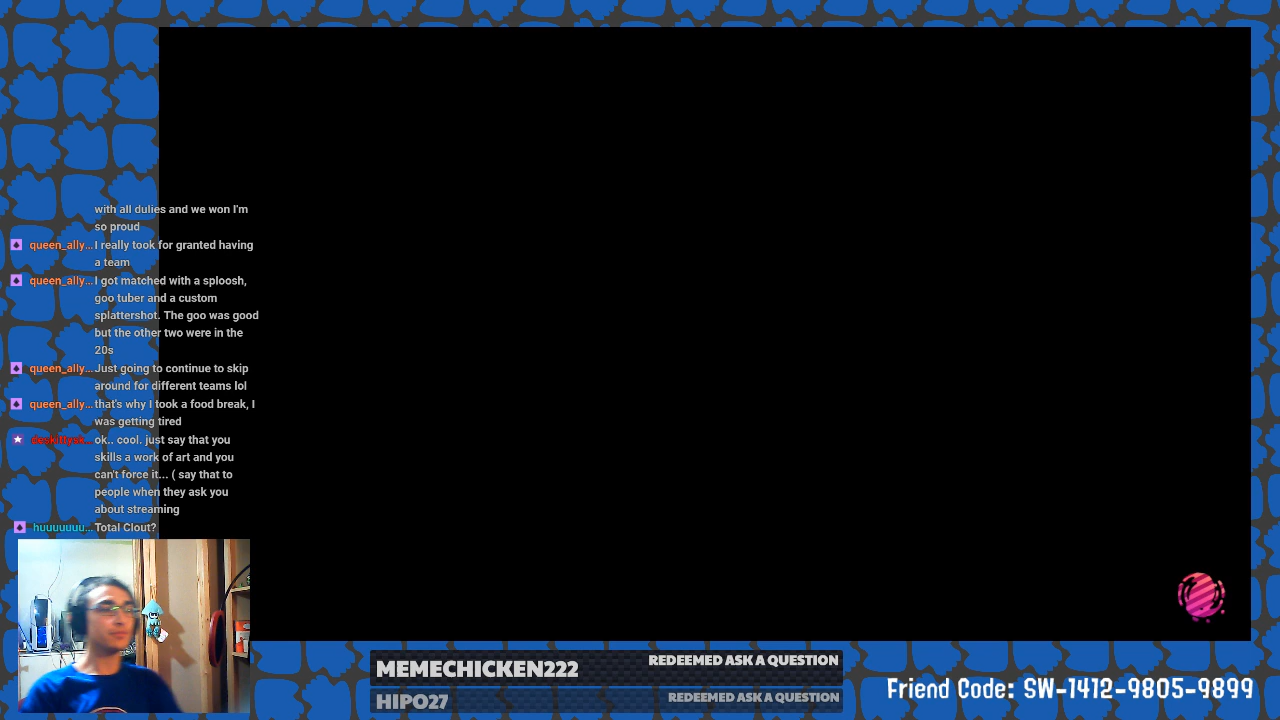 with all dulies and we won I'm
so proud
queen_ally... I really took for granted having
a team
queen_ally... I got matched with a sploosh,
goo tuber and a custom
splattershot. The goo was good
but the other two were in the
20s
queen_ally... Just going to continue to skip
around for different teams lol
queen_ally... that's why I took a food break, I
was getting tired
ok.. cool. just say that you
skills a work of art and you
can't force it... ( say that to
people when they ask you
about streaming
huuuuuuu... Total Clout?
MEMECHICKEN222 REDEEMED ASK A QUESTION
HIPO27 REDEEMED ASK A QUESTION
Friend Code: SW-1412-9805-9899